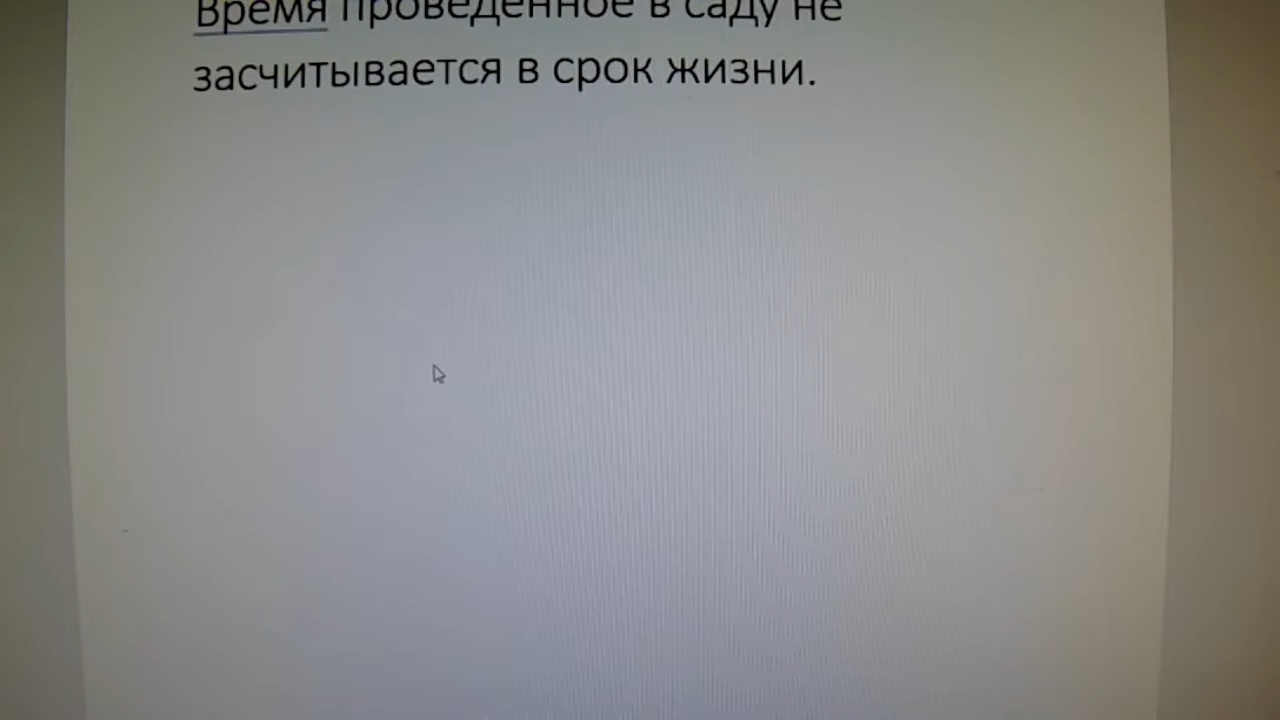 Время проведенное в саду не
засчитывается в срок жизни.